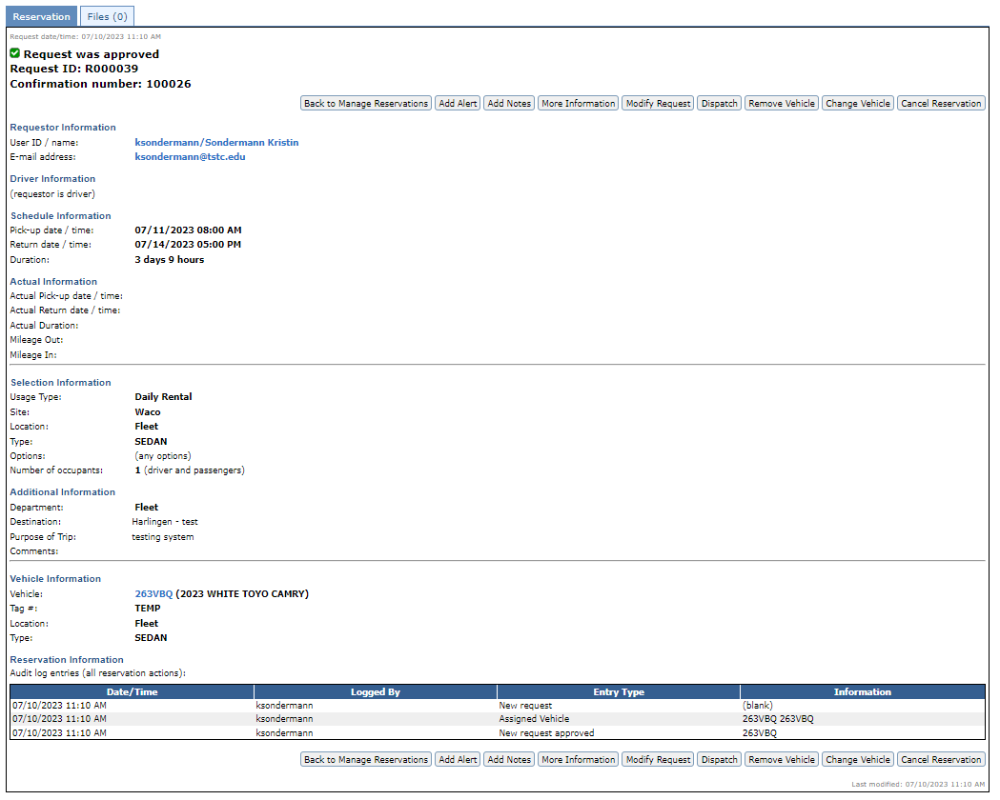 Reservation Files (0)
Request date/time: 07/10/2023 11:10 AM
Request was approved
Request ID: R000039
Confirmation number: 100026
Back to Manage Reservations Add Alert Add Notes More Information Modify Request Dispatch Remove Vehicle Change Vehicle Cancel Reservation
Requestor Information
User ID / name: ksondermann/Sondermann Kristin
E-mail address: ksondermann@tstc.edu
Driver Information
(requestor is driver)
Schedule Information
Pick-up date / time: 07/11/2023 08:00 AM
Return date / time: 07/14/2023 05:00 PM
Duration: 3 days 9 hours
Actual Information
Actual Pick-up date / time:
Actual Return date / time:
Actual Duration:
Mileage Out:
Mileage In:
Selection Information
Usage Type: Daily Rental
Site: Waco
Location: Fleet
Type: SEDAN
Options: (any options)
Number of occupants: 1 (driver and passengers)
Additional Information
Department: Fleet
Destination: Harlingen - test
Purpose of Trip: testing system
Comments:
Vehicle Information
Vehicle: 263VBQ (2023 WHITE TOYO CAMRY)
Tag #: TEMP
Location: Fleet
Type: SEDAN
Reservation Information
Audit log entries (all reservation actions):
Date/Time Logged By Entry Type Information
07/10/2023 11:10 AM ksondermann New request (blank)
07/10/2023 11:10 AM ksondermann Assigned Vehicle 263VBQ 263VBQ
07/10/2023 11:10 AM ksondermann New request approved 263VBQ
Back to Manage Reservations Add Alert Add Notes More Information Modify Request Dispatch Remove Vehicle Change Vehicle Cancel Reservation
Last modified: 07/10/2023 11:10 AM